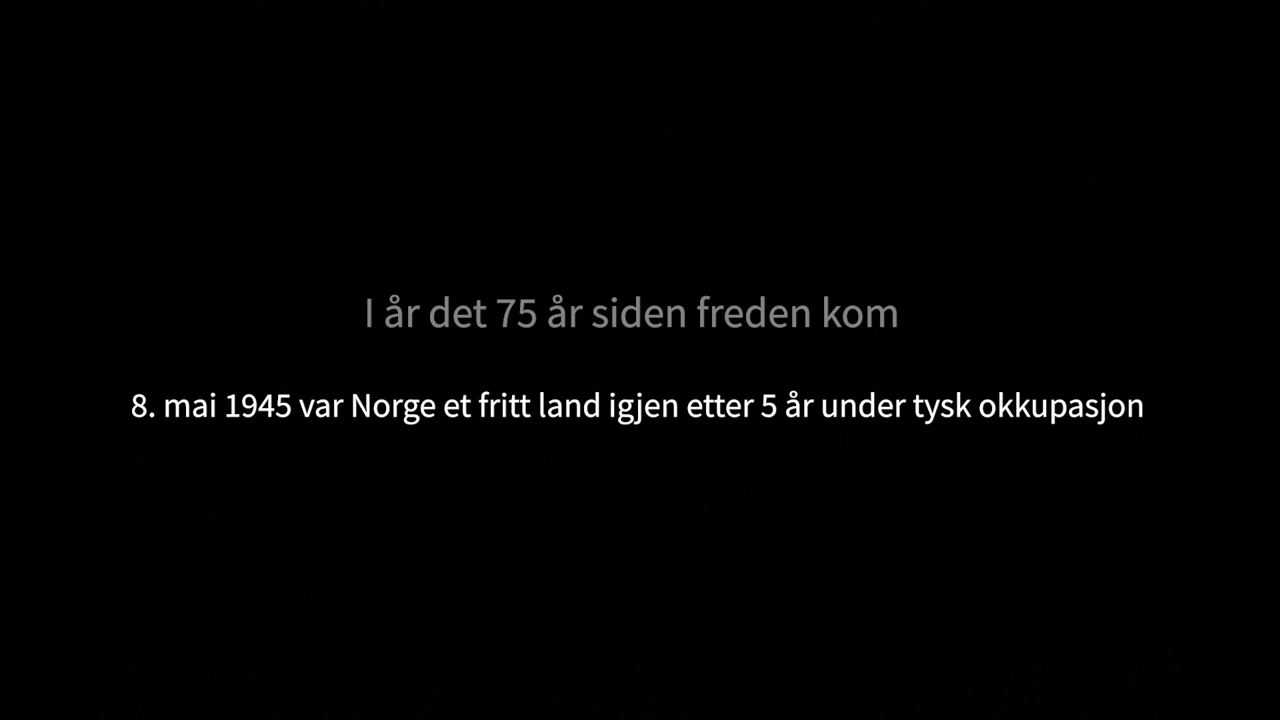 I år det 75 år siden freden kom
8. mai 1945 var Norge et fritt land igjen etter 5 år under tysk okkupasjon